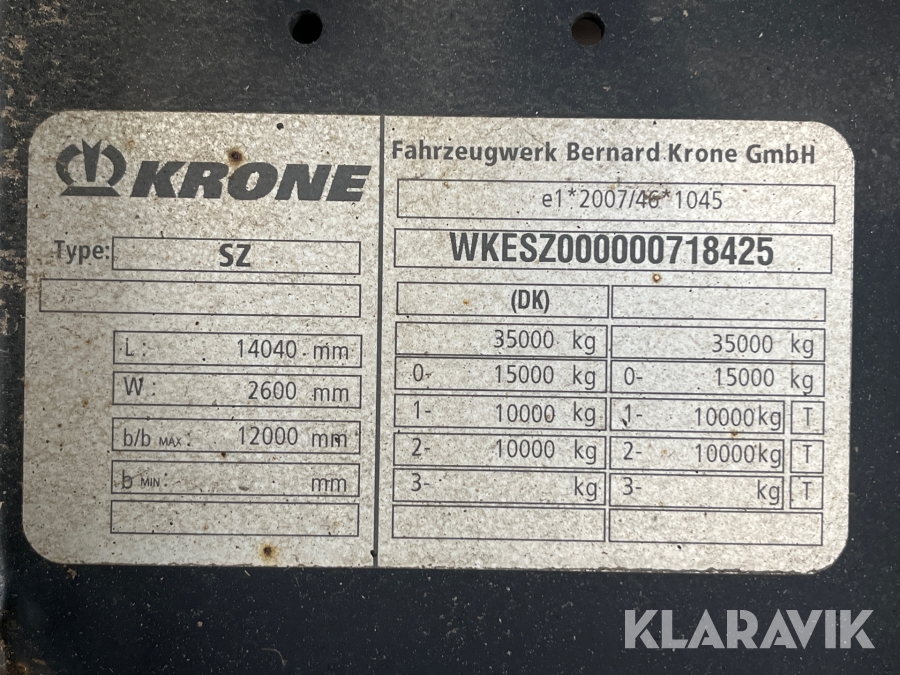 KRONE
Type: SZ
L: 14040 mm
W: 2600 mm
b/b MAX: 12000 mm
b MIN: mm
Fahrzeugwerk Bernard Krone GmbH
e1*2007/46*1045
WKESZ000000718425
(DK)
35000 kg 35000 kg
0- 15000 kg 0- 15000 kg
1- 10000 kg 1- 10000kg T
2- 10000 kg 2- 10000kg T
3- kg 3- kg T
KLARAVIK